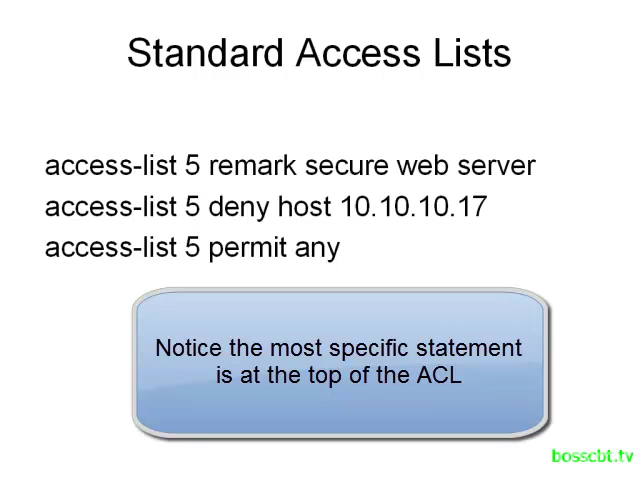 Standard Access Lists
access-list 5 remark secure web server
access-list 5 deny host 10.10.10.17
access-list 5 permit any
Notice the most specific statement
is at the top of the ACL
bosscbt.tv